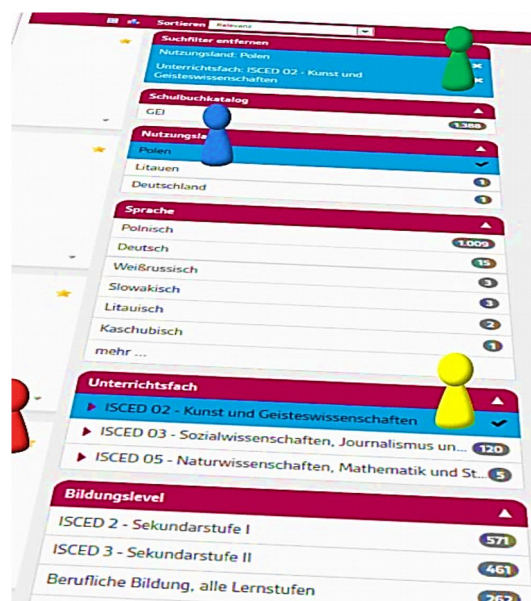 Sortieren Relevanz
Suchfilter entfernen
Nutzungsland: Polen
Unterrichtsfach: ISCED 02 - Kunst und
Geisteswissenschaften
Schulbuchkatalog
GEI 1.388
Nutzungsla
Polen
Litauen 1
Deutschland 1
Sprache
Polnisch 1.009
Deutsch 15
Weißrussisch 3
Slowakisch 3
Litauisch 2
Kaschubisch 1
mehr ...
Unterrichtsfach
ISCED 02 - Kunst und Geisteswissenschaften
ISCED 03 - Sozialwissenschaften, Journalismus un... 120
ISCED 05 - Naturwissenschaften, Mathematik und St... 5
Bildungslevel
ISCED 2 - Sekundarstufe I 571
ISCED 3 - Sekundarstufe II 461
Berufliche Bildung, alle Lernstufen 262